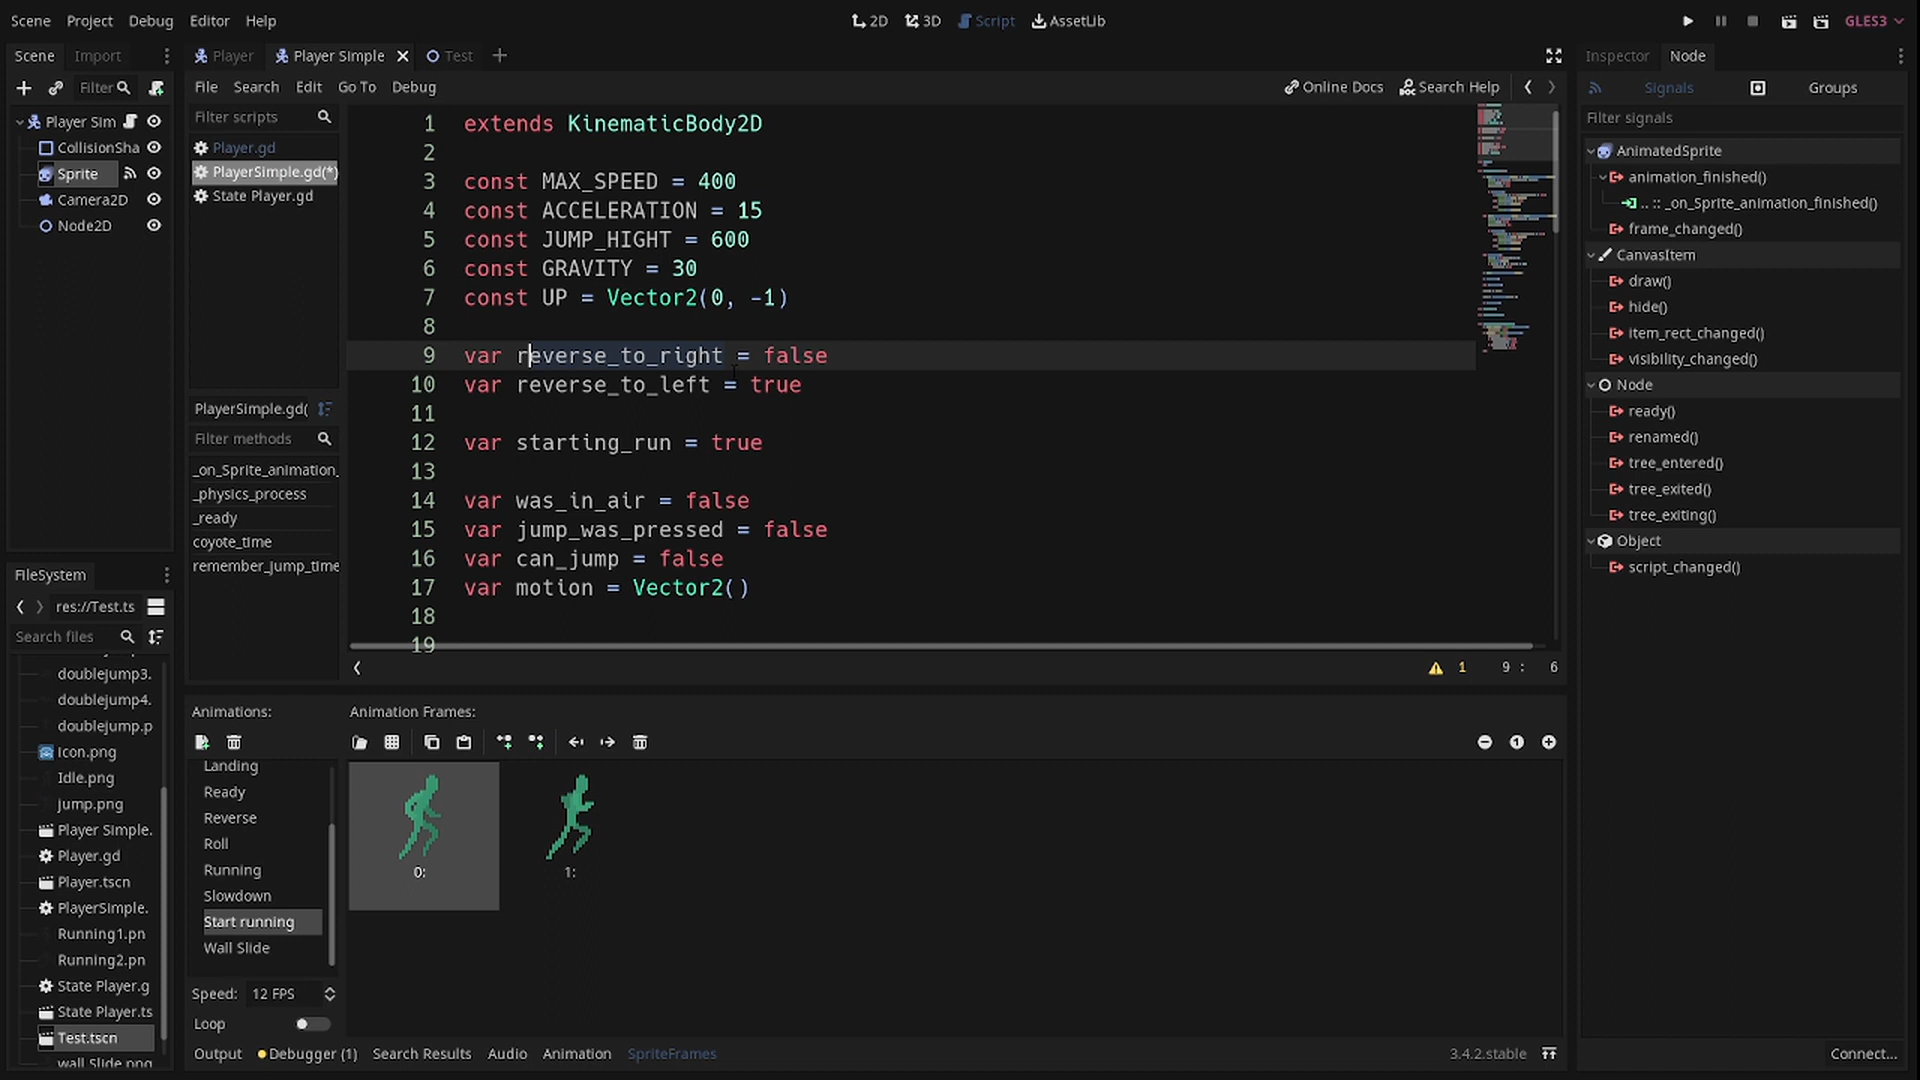 Scene Project Debug Editor Help
2D 3D Script AssetLib
GLES3
Scene Import
Filter
Player Sim
CollisionSha
Sprite
Camera2D
Node2D
FileSystem
res://Test.ts
Search files
doublejump3.
doublejump4.
doublejump.p
Icon.png
Idle.png
jump.png
Player Simple.
Player.gd
Player.tscn
PlayerSimple.
Running1.pn
Running2.pn
State Player.g
State Player.ts
Test.tscn
wall Slide.png
Player Player Simple Test
File Search Edit Go To Debug
Online Docs Search Help
Filter scripts
Player.gd
PlayerSimple.gd(*)
State Player.gd
PlayerSimple.gd(
Filter methods
_on_Sprite_animation_
_physics_process
_ready
coyote_time
remember_jump_time
1 extends KinematicBody2D
2
3 const MAX_SPEED = 400
4 const ACCELERATION = 15
5 const JUMP_HIGHT = 600
6 const GRAVITY = 30
7 const UP = Vector2(0, -1)
8
9 var reverse_to_right = false
10 var reverse_to_left = true
11
12 var starting_run = true
13
14 var was_in_air = false
15 var jump_was_pressed = false
16 var can_jump = false
17 var motion = Vector2()
18
19
1 9 : 6
Animations:
Landing
Ready
Reverse
Roll
Running
Slowdown
Start running
Wall Slide
Speed: 12 FPS
Loop
Animation Frames:
0: 1:
Output Debugger (1) Search Results Audio Animation SpriteFrames
3.4.2.stable
Inspector Node
Signals Groups
Filter signals
AnimatedSprite
animation_finished()
.. :: _on_Sprite_animation_finished()
frame_changed()
CanvasItem
draw()
hide()
item_rect_changed()
visibility_changed()
Node
ready()
renamed()
tree_entered()
tree_exited()
tree_exiting()
Object
script_changed()
Connect...